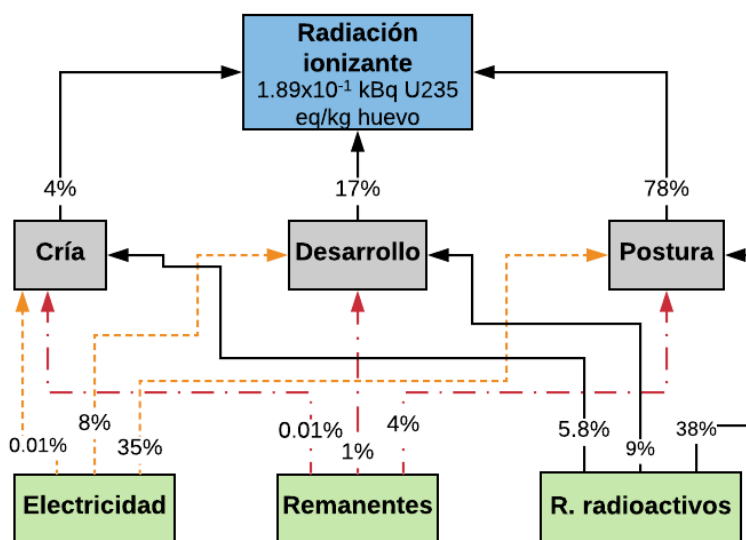 Radiación
ionizante
1.89x10⁻¹ kBq U235
eq/kg huevo
4%
17%
78%
Cría
Desarrollo
Postura
0.01%
8%
35%
0.01%
1%
4%
5.8%
9%
38%
Electricidad
Remanentes
R. radioactivos